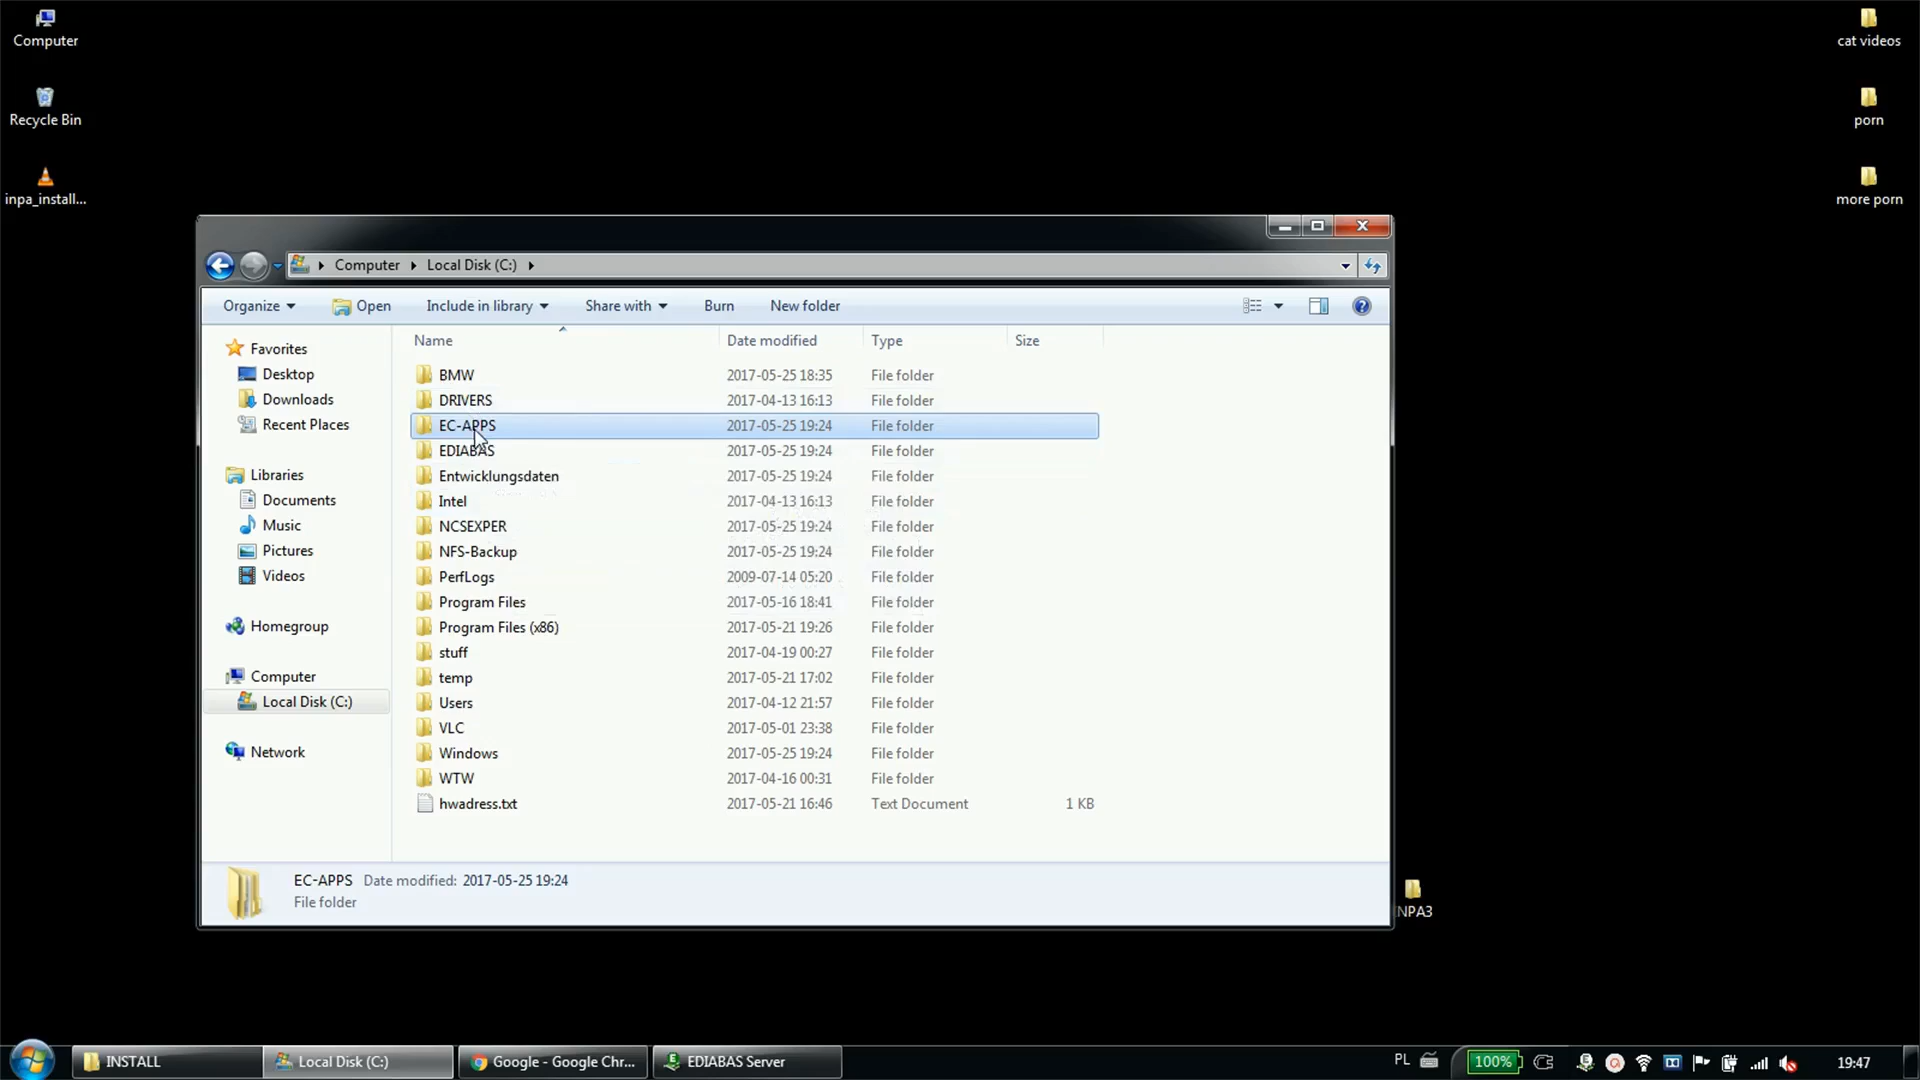 Computer
Recycle Bin
inpa_install...
cat videos
porn
more porn
Computer Local Disk (C:)
Organize Open Include in library Share with Burn New folder
Favorites
Desktop
Downloads
Recent Places
Libraries
Documents
Music
Pictures
Videos
Homegroup
Computer
Local Disk (C:)
Network
Name Date modified Type Size
BMW 2017-05-25 18:35 File folder
DRIVERS 2017-04-13 16:13 File folder
EC-APPS 2017-05-25 19:24 File folder
EDIABAS 2017-05-25 19:24 File folder
Entwicklungsdaten 2017-05-25 19:24 File folder
Intel 2017-04-13 16:13 File folder
NCSEXPER 2017-05-25 19:24 File folder
NFS-Backup 2017-05-25 19:24 File folder
PerfLogs 2009-07-14 05:20 File folder
Program Files 2017-05-16 18:41 File folder
Program Files (x86) 2017-05-21 19:26 File folder
stuff 2017-04-19 00:27 File folder
temp 2017-05-21 17:02 File folder
Users 2017-04-12 21:57 File folder
VLC 2017-05-01 23:38 File folder
Windows 2017-05-25 19:24 File folder
WTW 2017-04-16 00:31 File folder
hwadress.txt 2017-05-21 16:46 Text Document 1 KB
EC-APPS Date modified: 2017-05-25 19:24
File folder
NPA3
INSTALL
Local Disk (C:)
Google - Google Chr...
EDIABAS Server
PL
100%
19:47